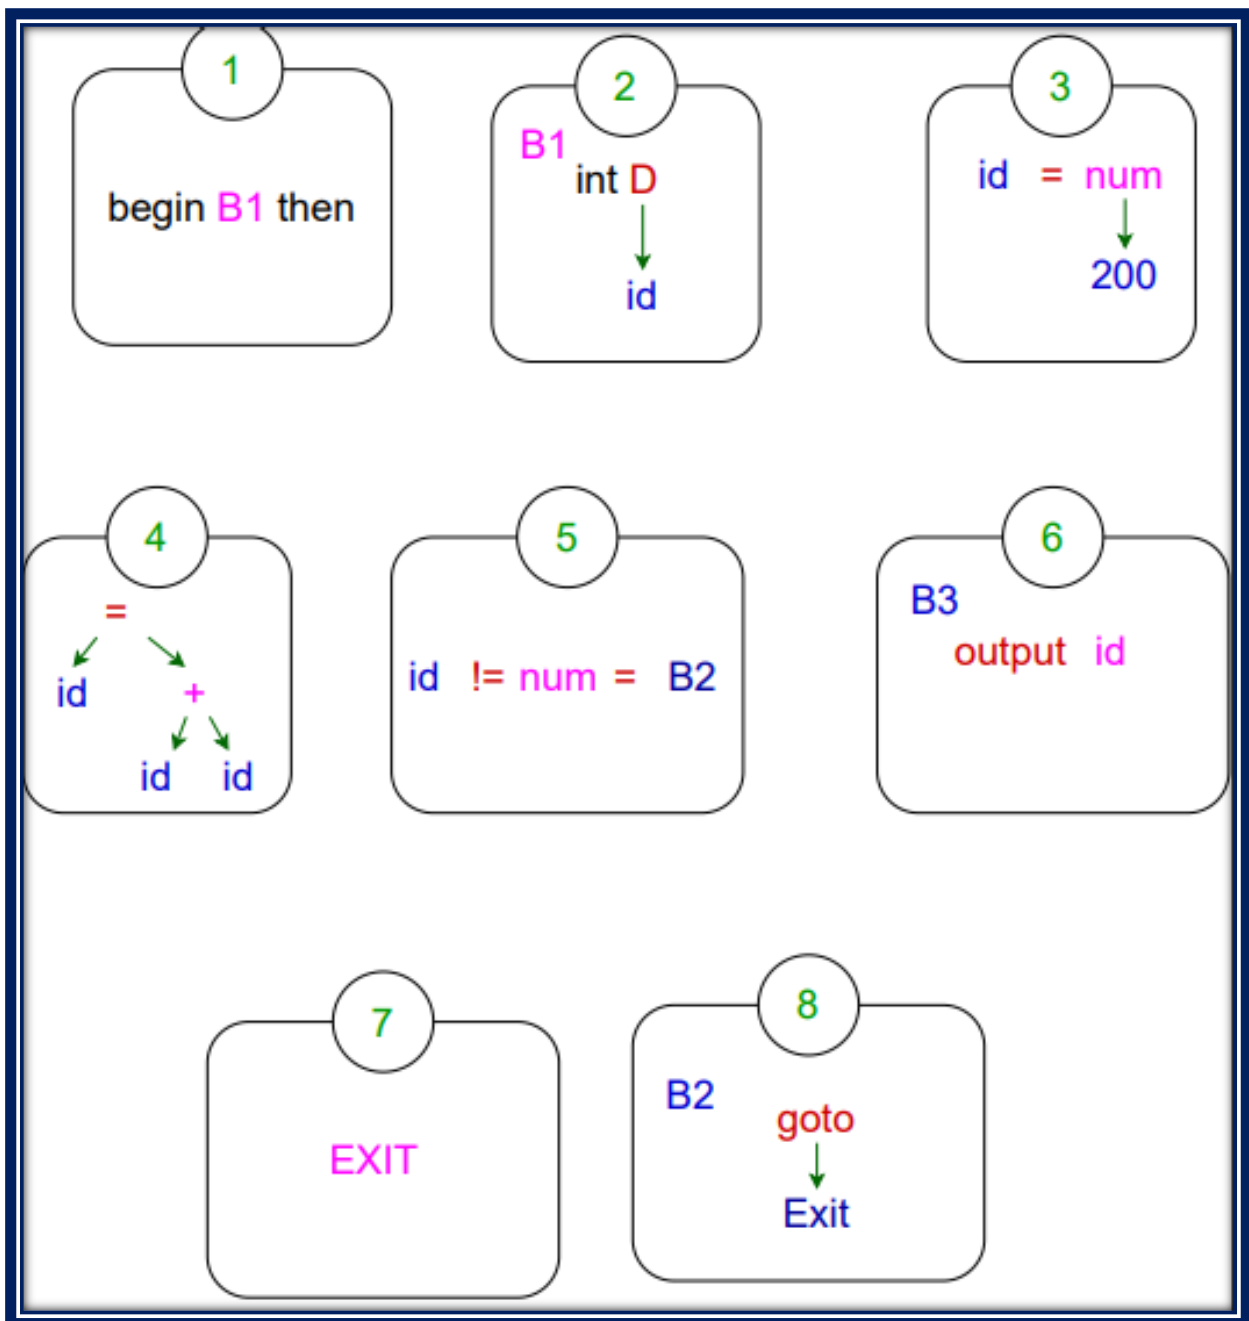 1
begin B1 then
2
B1
int D
id
3
id = num
200
4
=
id +
id id
5
id != num = B2
6
B3
output id
7
EXIT
8
B2
goto
Exit